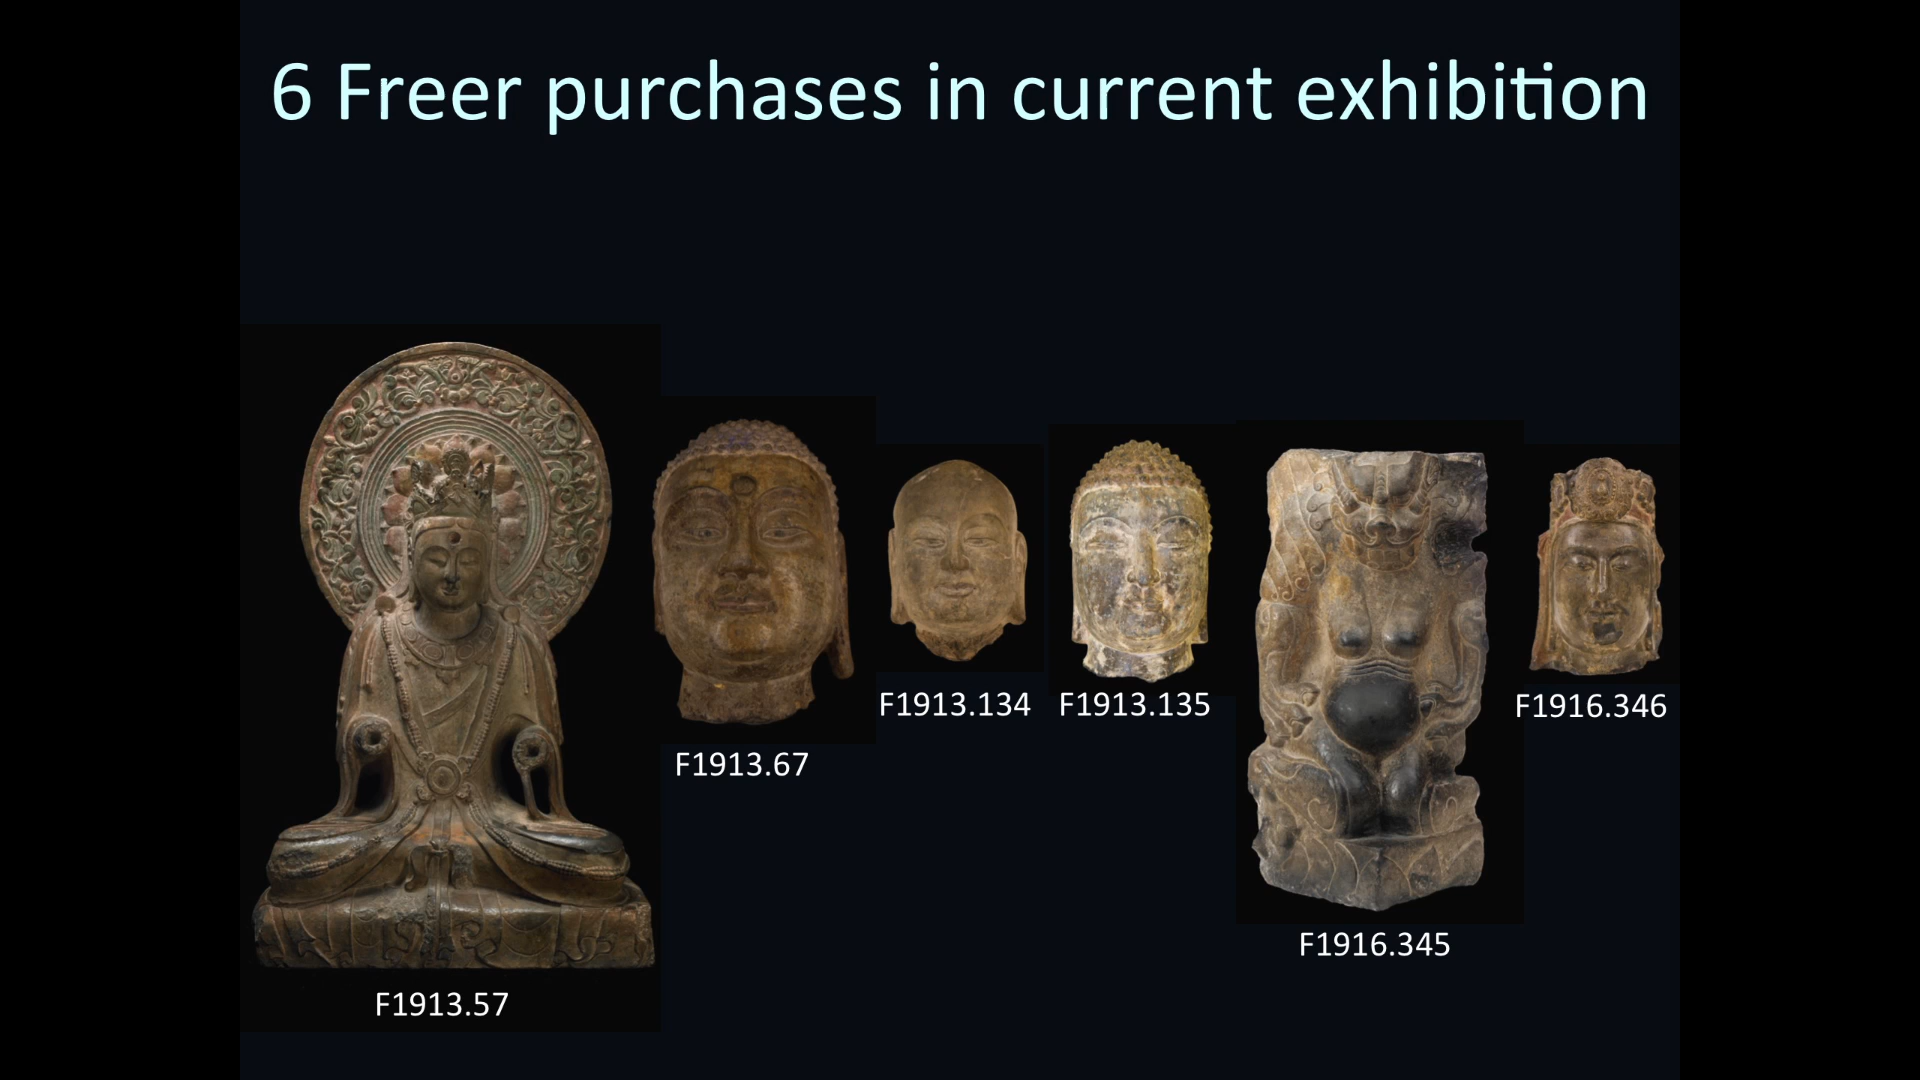 6 Freer purchases in current exhibition
F1913.57
F1913.67
F1913.134
F1913.135
F1916.345
F1916.346